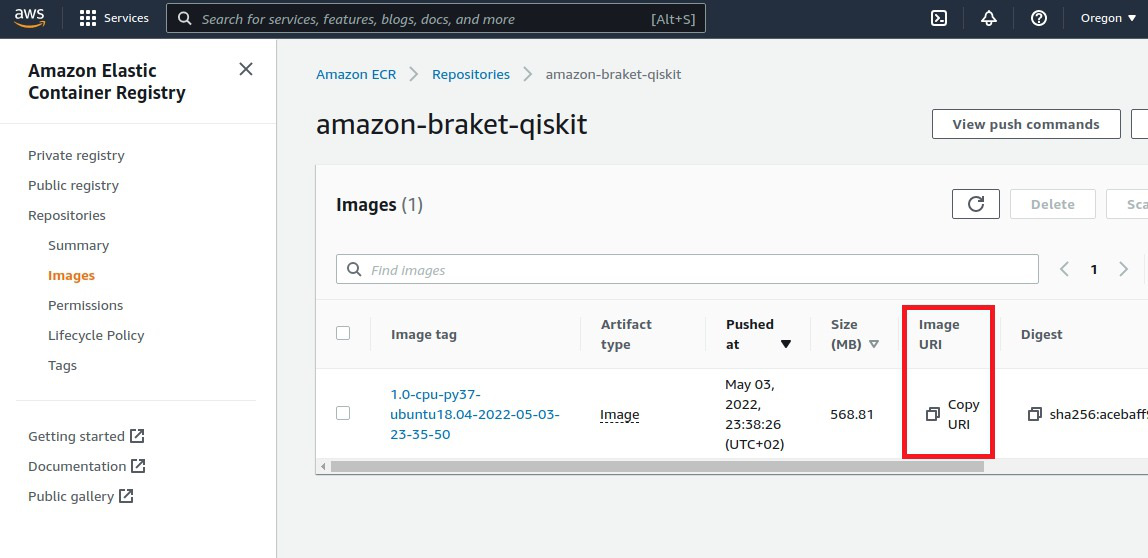 aws
Services
Search for services, features, blogs, docs, and more
[Alt+S]
Oregon
Amazon Elastic
Container Registry
Private registry
Public registry
Repositories
Summary
Images
Permissions
Lifecycle Policy
Tags
Getting started
Documentation
Public gallery
Amazon ECR
Repositories
amazon-braket-qiskit
amazon-braket-qiskit
View push commands
Images (1)
Delete
Find Images
1
Image tag
Artifact
type
Pushed
at
Size
(MB)
Image
URI
Digest
1.0-cpu-py37-
ubuntu18.04-2022-05-03-
23-35-50
Image
May 03,
2022,
23:38:26
(UTC+02)
568.81
Copy
URI